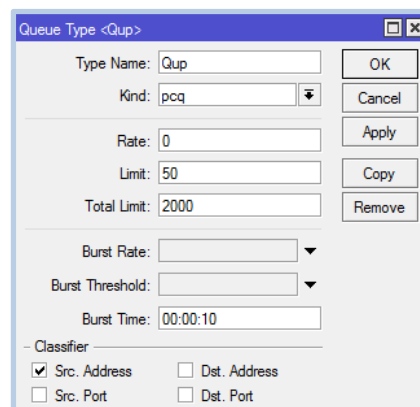 Queue Type <Qup>
Type Name: Qup
OK
Kind: pcq
Cancel
Rate: 0
Apply
Limit: 50
Copy
Total Limit: 2000
Remove
Burst Rate:
Burst Threshold:
Burst Time: 00:00:10
Classifier
Src. Address Dst. Address
Src. Port Dst. Port